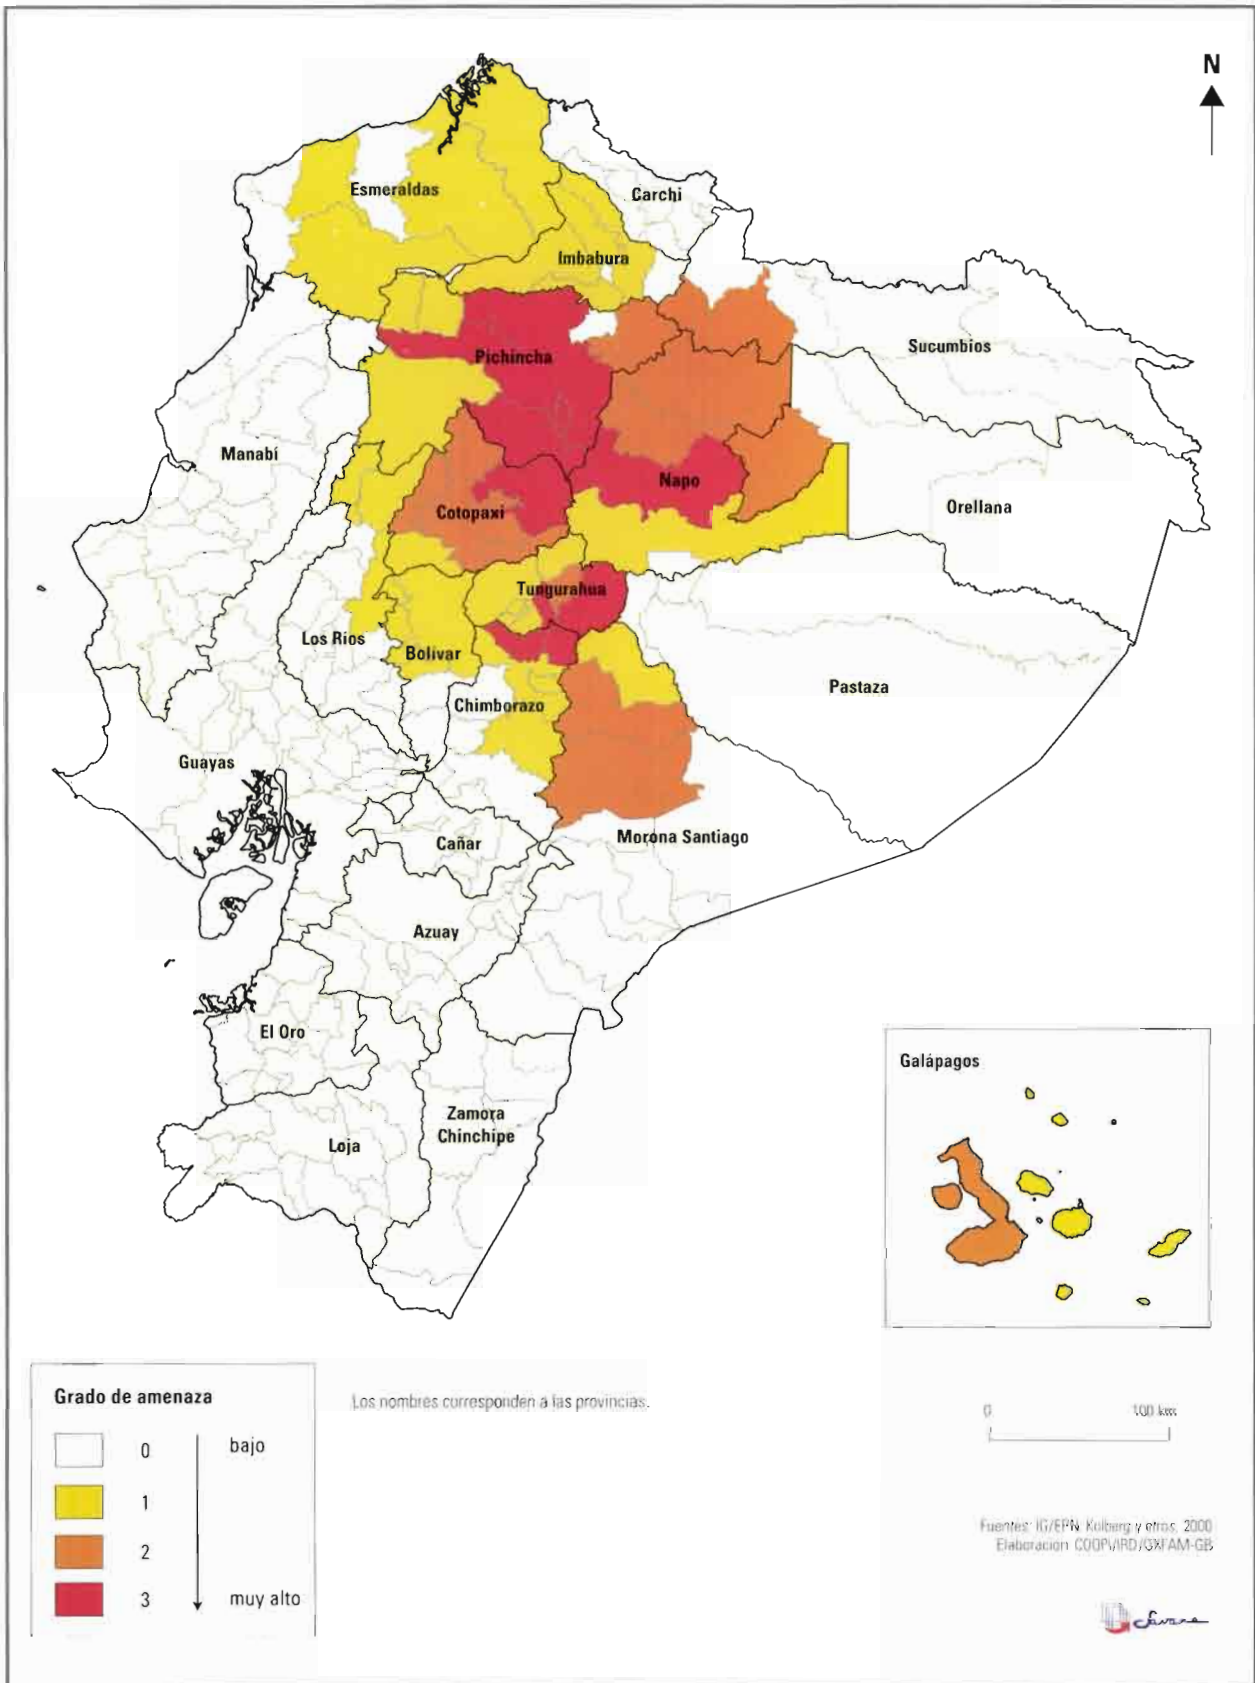 N
Esmeraldas
Carchi
Imbabura
Sucumbios
Pichincha
Manabí
Napo
Orellana
Cotopaxi
Tungurahua
Los Ríos
Bolívar
Pastaza
Chimborazo
Guayas
Morona Santiago
Cañar
Azuay
El Oro
Zamora
Chinchipe
Loja
Galápagos
Grado de amenaza
0 bajo
1
2
3 muy alto
Los nombres corresponden a las provincias.
0 100 km
Fuentes: IG/EPN, Kolberg y otros, 2000
Elaboración: COOPI/IRD/OXFAM-GB